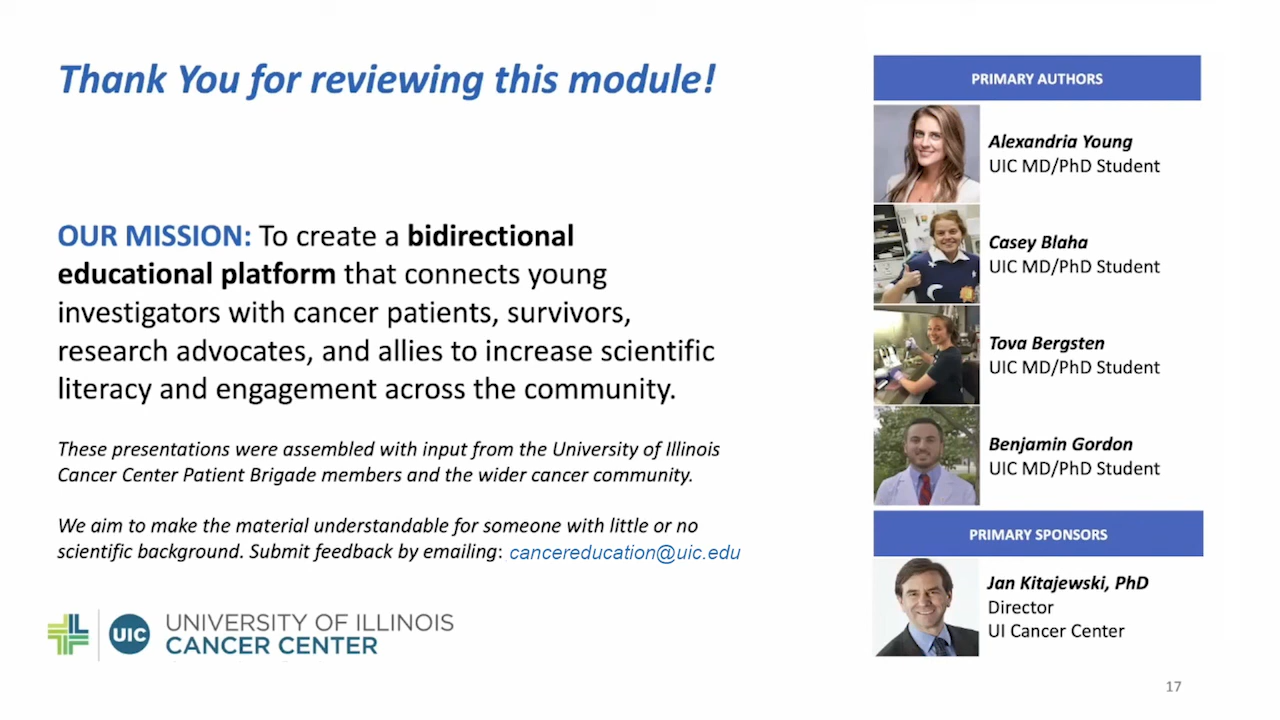 Thank You for reviewing this module!
OUR MISSION: To create a bidirectional
educational platform that connects young
investigators with cancer patients, survivors,
research advocates, and allies to increase scientific
literacy and engagement across the community.
These presentations were assembled with input from the University of Illinois
Cancer Center Patient Brigade members and the wider cancer community.
We aim to make the material understandable for someone with little or no
scientific background. Submit feedback by emailing: cancereducation@uic.edu
UIC
UNIVERSITY OF ILLINOIS
CANCER CENTER
PRIMARY AUTHORS
Alexandria Young
UIC MD/PhD Student
Casey Blaha
UIC MD/PhD Student
Tova Bergsten
UIC MD/PhD Student
Benjamin Gordon
UIC MD/PhD Student
PRIMARY SPONSORS
Jan Kitajewski, PhD
Director
UI Cancer Center
17